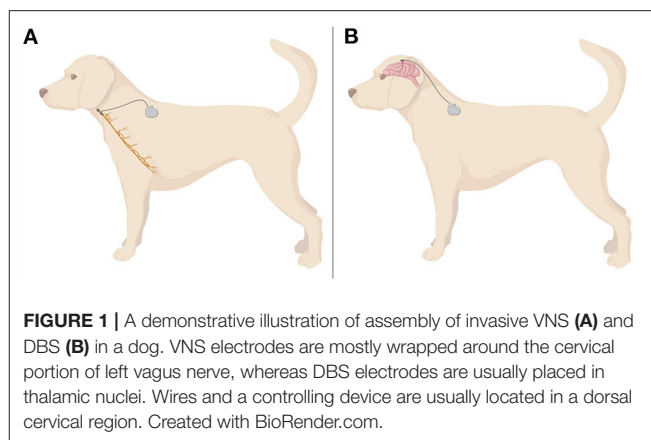 A
B
FIGURE 1 | A demonstrative illustration of assembly of invasive VNS (A) and
DBS (B) in a dog. VNS electrodes are mostly wrapped around the cervical
portion of left vagus nerve, whereas DBS electrodes are usually placed in
thalamic nuclei. Wires and a controlling device are usually located in a dorsal
cervical region. Created with BioRender.com.